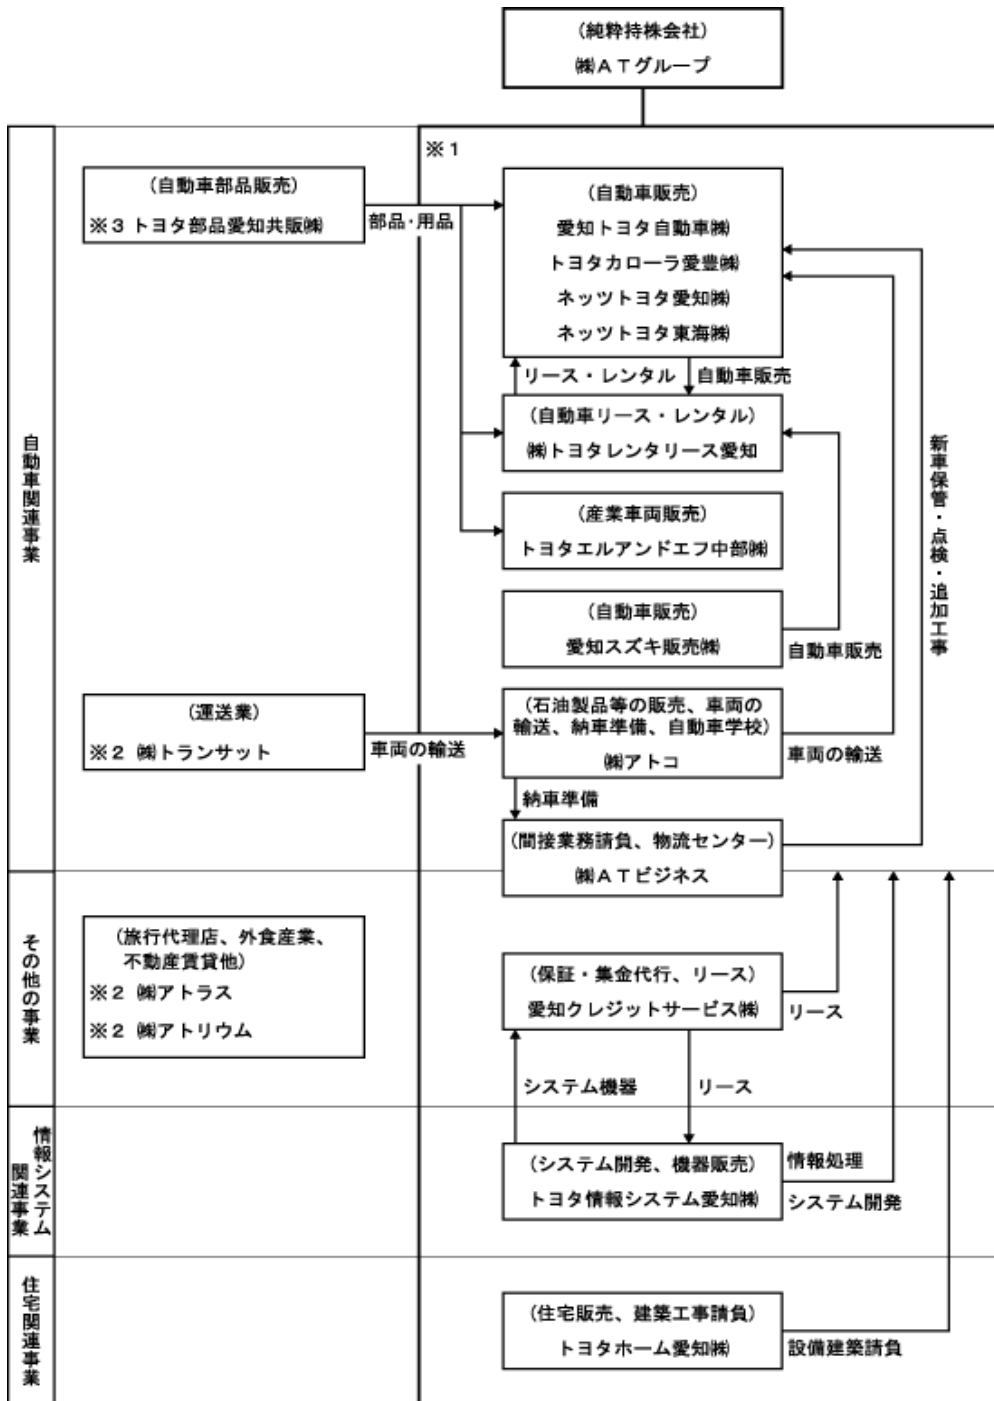 (純粋持株会社)
㈱ＡＴグループ
※１
(自動車部品販売)
※３ トヨタ部品愛知共販㈱
部品・用品
(自動車販売)
愛知トヨタ自動車㈱
トヨタカローラ愛豊㈱
ネッツトヨタ愛知㈱
ネッツトヨタ東海㈱
リース・レンタル
自動車販売
(自動車リース・レンタル)
㈱トヨタレンタリース愛知
(産業車両販売)
トヨタエルアンドエフ中部㈱
(自動車販売)
愛知スズキ販売㈱
自動車販売
新車保管・点検・追加工事
自動車関連事業
(運送業)
※２ ㈱トランサット
車両の輸送
(石油製品等の販売、車両の
輸送、納車準備、自動車学校)
㈱アトコ
車両の輸送
納車準備
(間接業務請負、物流センター)
㈱ＡＴビジネス
その他の事業
(旅行代理店、外食産業、
不動産賃貸他)
※２ ㈱アトラス
※２ ㈱アトリウム
(保証・集金代行、リース)
愛知クレジットサービス㈱
リース
システム機器
リース
情報システム
関連事業
(システム開発、機器販売)
トヨタ情報システム愛知㈱
情報処理
システム開発
住宅関連事業
(住宅販売、建築工事請負)
トヨタホーム愛知㈱
設備建築請負